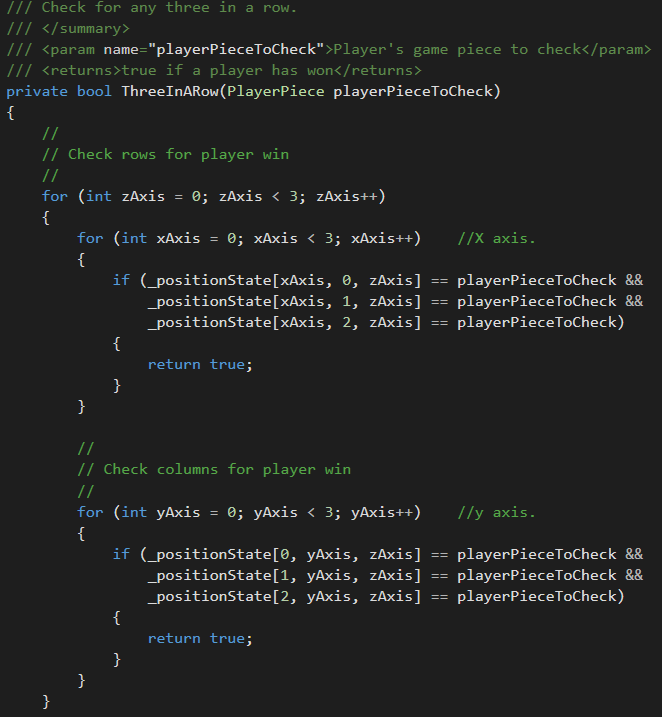 /// Check for any three in a row.
/// </summary>
/// <param name="playerPieceToCheck">Player's game piece to check</param>
/// <returns>true if a player has won</returns>
private bool ThreeInARow(PlayerPiece playerPieceToCheck)
{
    //
    // Check rows for player win
    //
    for (int zAxis = 0; zAxis < 3; zAxis++)
    {
        for (int xAxis = 0; xAxis < 3; xAxis++)    //X axis.
        {
            if (_positionState[xAxis, 0, zAxis] == playerPieceToCheck &&
                _positionState[xAxis, 1, zAxis] == playerPieceToCheck &&
                _positionState[xAxis, 2, zAxis] == playerPieceToCheck)
            {
                return true;
            }
        }

        //
        // Check columns for player win
        //
        for (int yAxis = 0; yAxis < 3; yAxis++)    //y axis.
        {
            if (_positionState[0, yAxis, zAxis] == playerPieceToCheck &&
                _positionState[1, yAxis, zAxis] == playerPieceToCheck &&
                _positionState[2, yAxis, zAxis] == playerPieceToCheck)
            {
                return true;
            }
        }
    }